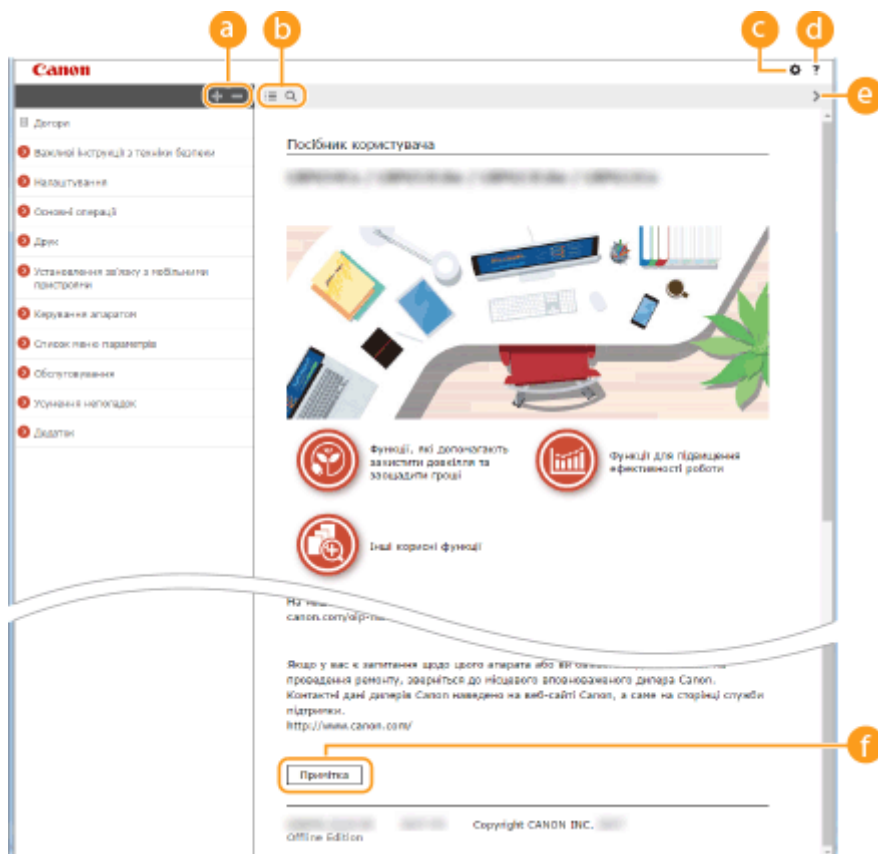 a b c d
Canon
?
e
Догори
Важливі інструкції з техніки безпеки
Налаштування
Основні операції
Друк
Установлення зв'язку з мобільними
пристроями
Керування апаратом
Список меню параметрів
Обслуговування
Усунення неполадок
Додаток
Посібник користувача
Функції, які допомагають
захистити довкілля та
заощадити гроші
Функції для підвищення
ефективності роботи
Інші корисні функції
На
canon.com/oip-
Якщо у вас є запитання щодо цього апарата або ви
проведення ремонту, зверніться до місцевого вповноваженого дилера Canon.
Контактні дані дилерів Canon наведено на веб-сайті Canon, а саме на сторінці служби
підтримки.
http://www.canon.com/
f
Примітка
Copyright CANON INC.
Offline Edition